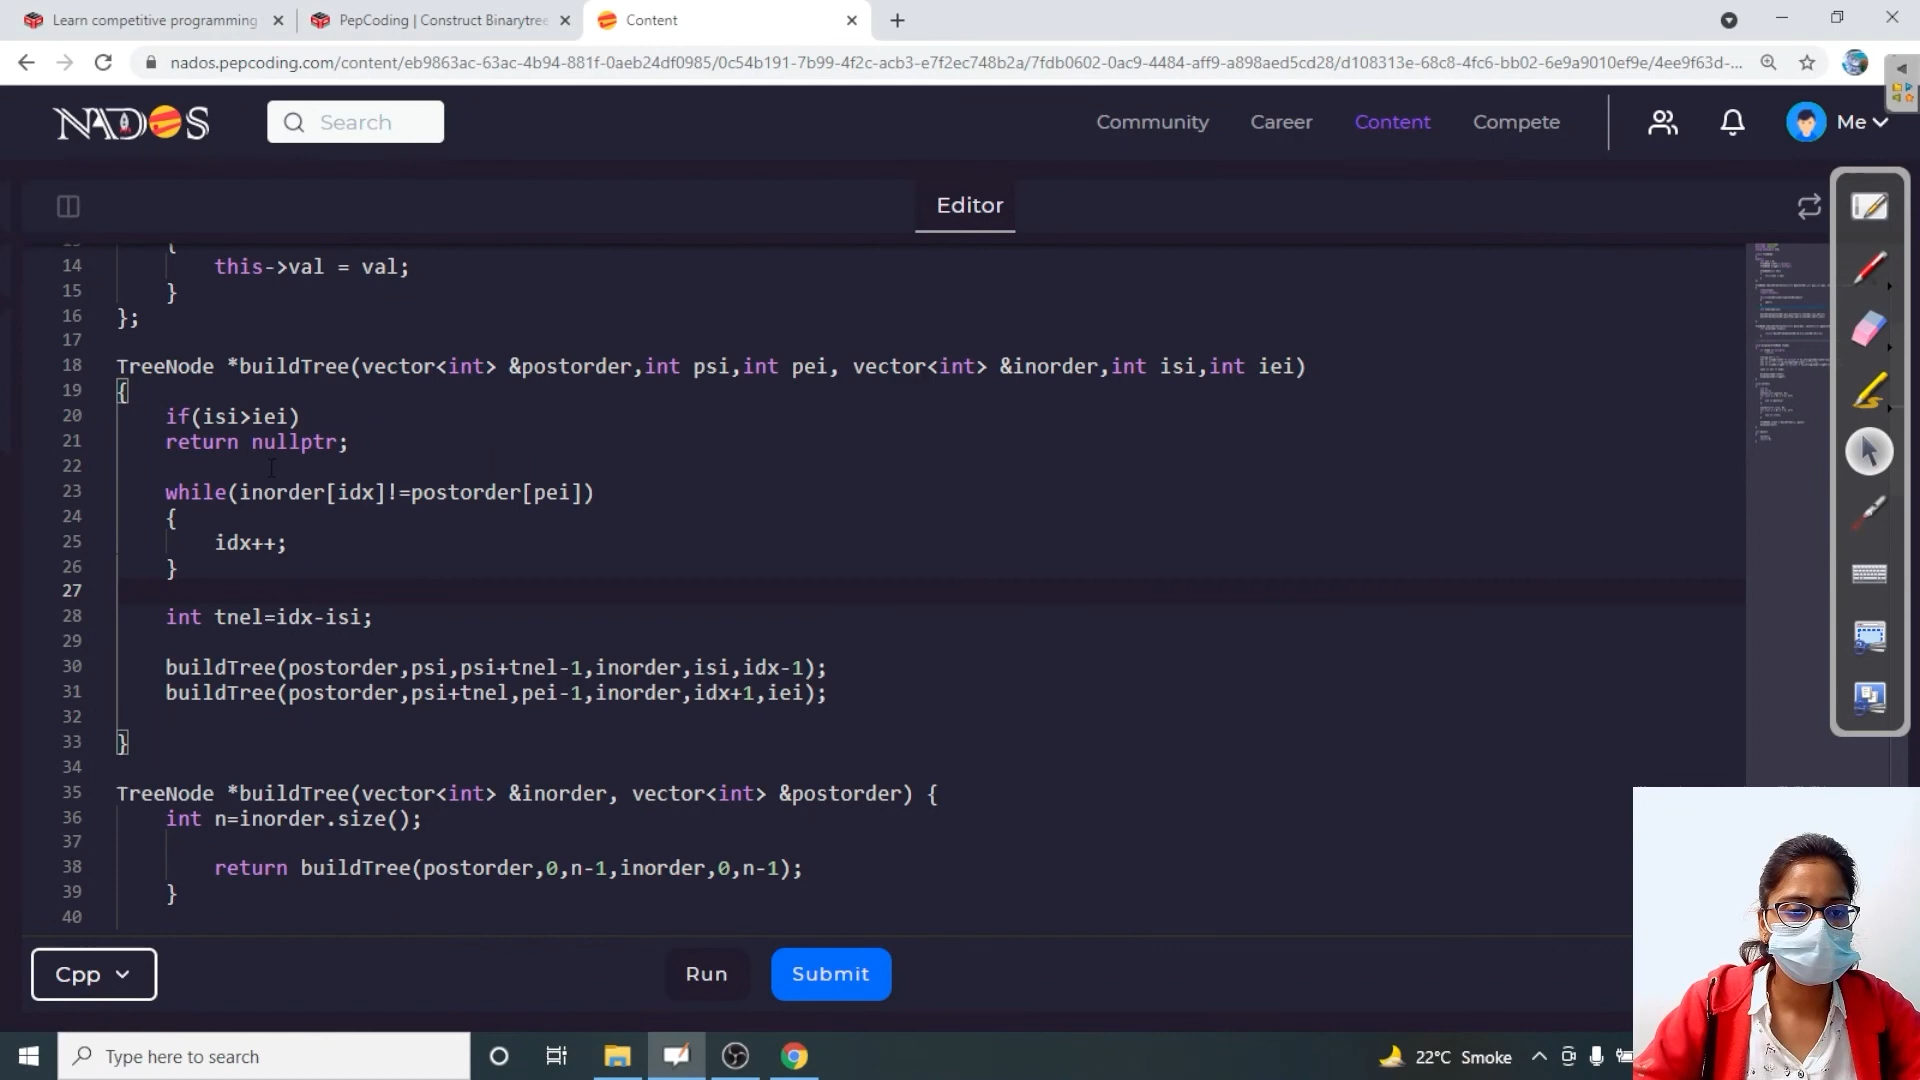 Learn competitive programming
PepCoding | Construct Binarytree
Content
nados.pepcoding.com/content/eb9863ac-63ac-4b94-881f-0aeb24df0985/0c54b191-7b99-4f2c-acb3-e7f2ec748b2a/7fdb0602-0ac9-4484-aff9-a898aed5cd28/d108313e-68c8-4fc6-bb02-6e9a9010ef9e/4ee9f63d-...
NADOS
Search
Community
Career
Content
Compete
Me
Editor
{
14 this->val = val;
15 }
16 };
17
18 TreeNode *buildTree(vector<int> &postorder,int psi,int pei, vector<int> &inorder,int isi,int iei)
19 {
20 if(isi>iei)
21 return nullptr;
22
23 while(inorder[idx]!=postorder[pei])
24 {
25 idx++;
26 }
27
28 int tnel=idx-isi;
29
30 buildTree(postorder,psi,psi+tnel-1,inorder,isi,idx-1);
31 buildTree(postorder,psi+tnel,pei-1,inorder,idx+1,iei);
32
33 }
34
35 TreeNode *buildTree(vector<int> &inorder, vector<int> &postorder) {
36 int n=inorder.size();
37
38 return buildTree(postorder,0,n-1,inorder,0,n-1);
39 }
40
Cpp
Run
Submit
Type here to search
22°C Smoke